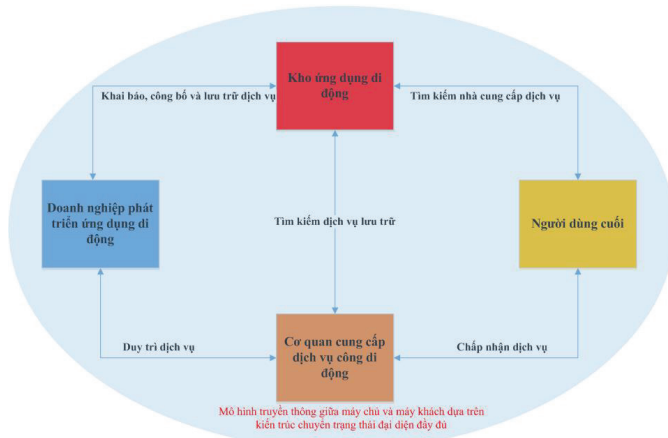 Kho ứng dụng di
động
Khai báo, công bố và lưu trữ dịch vụ
Tìm kiếm nhà cung cấp dịch vụ
Doanh nghiệp phát
triển ứng dụng di
động
Tìm kiếm dịch vụ lưu trữ
Người dùng cuối
Duy trì dịch vụ
Cơ quan cung cấp
dịch vụ công di
động
Chấp nhận dịch vụ
Mô hình truyền thông giữa máy chủ và máy khách dựa trên
kiến trúc chuyển trạng thái đại diện đầy đủ